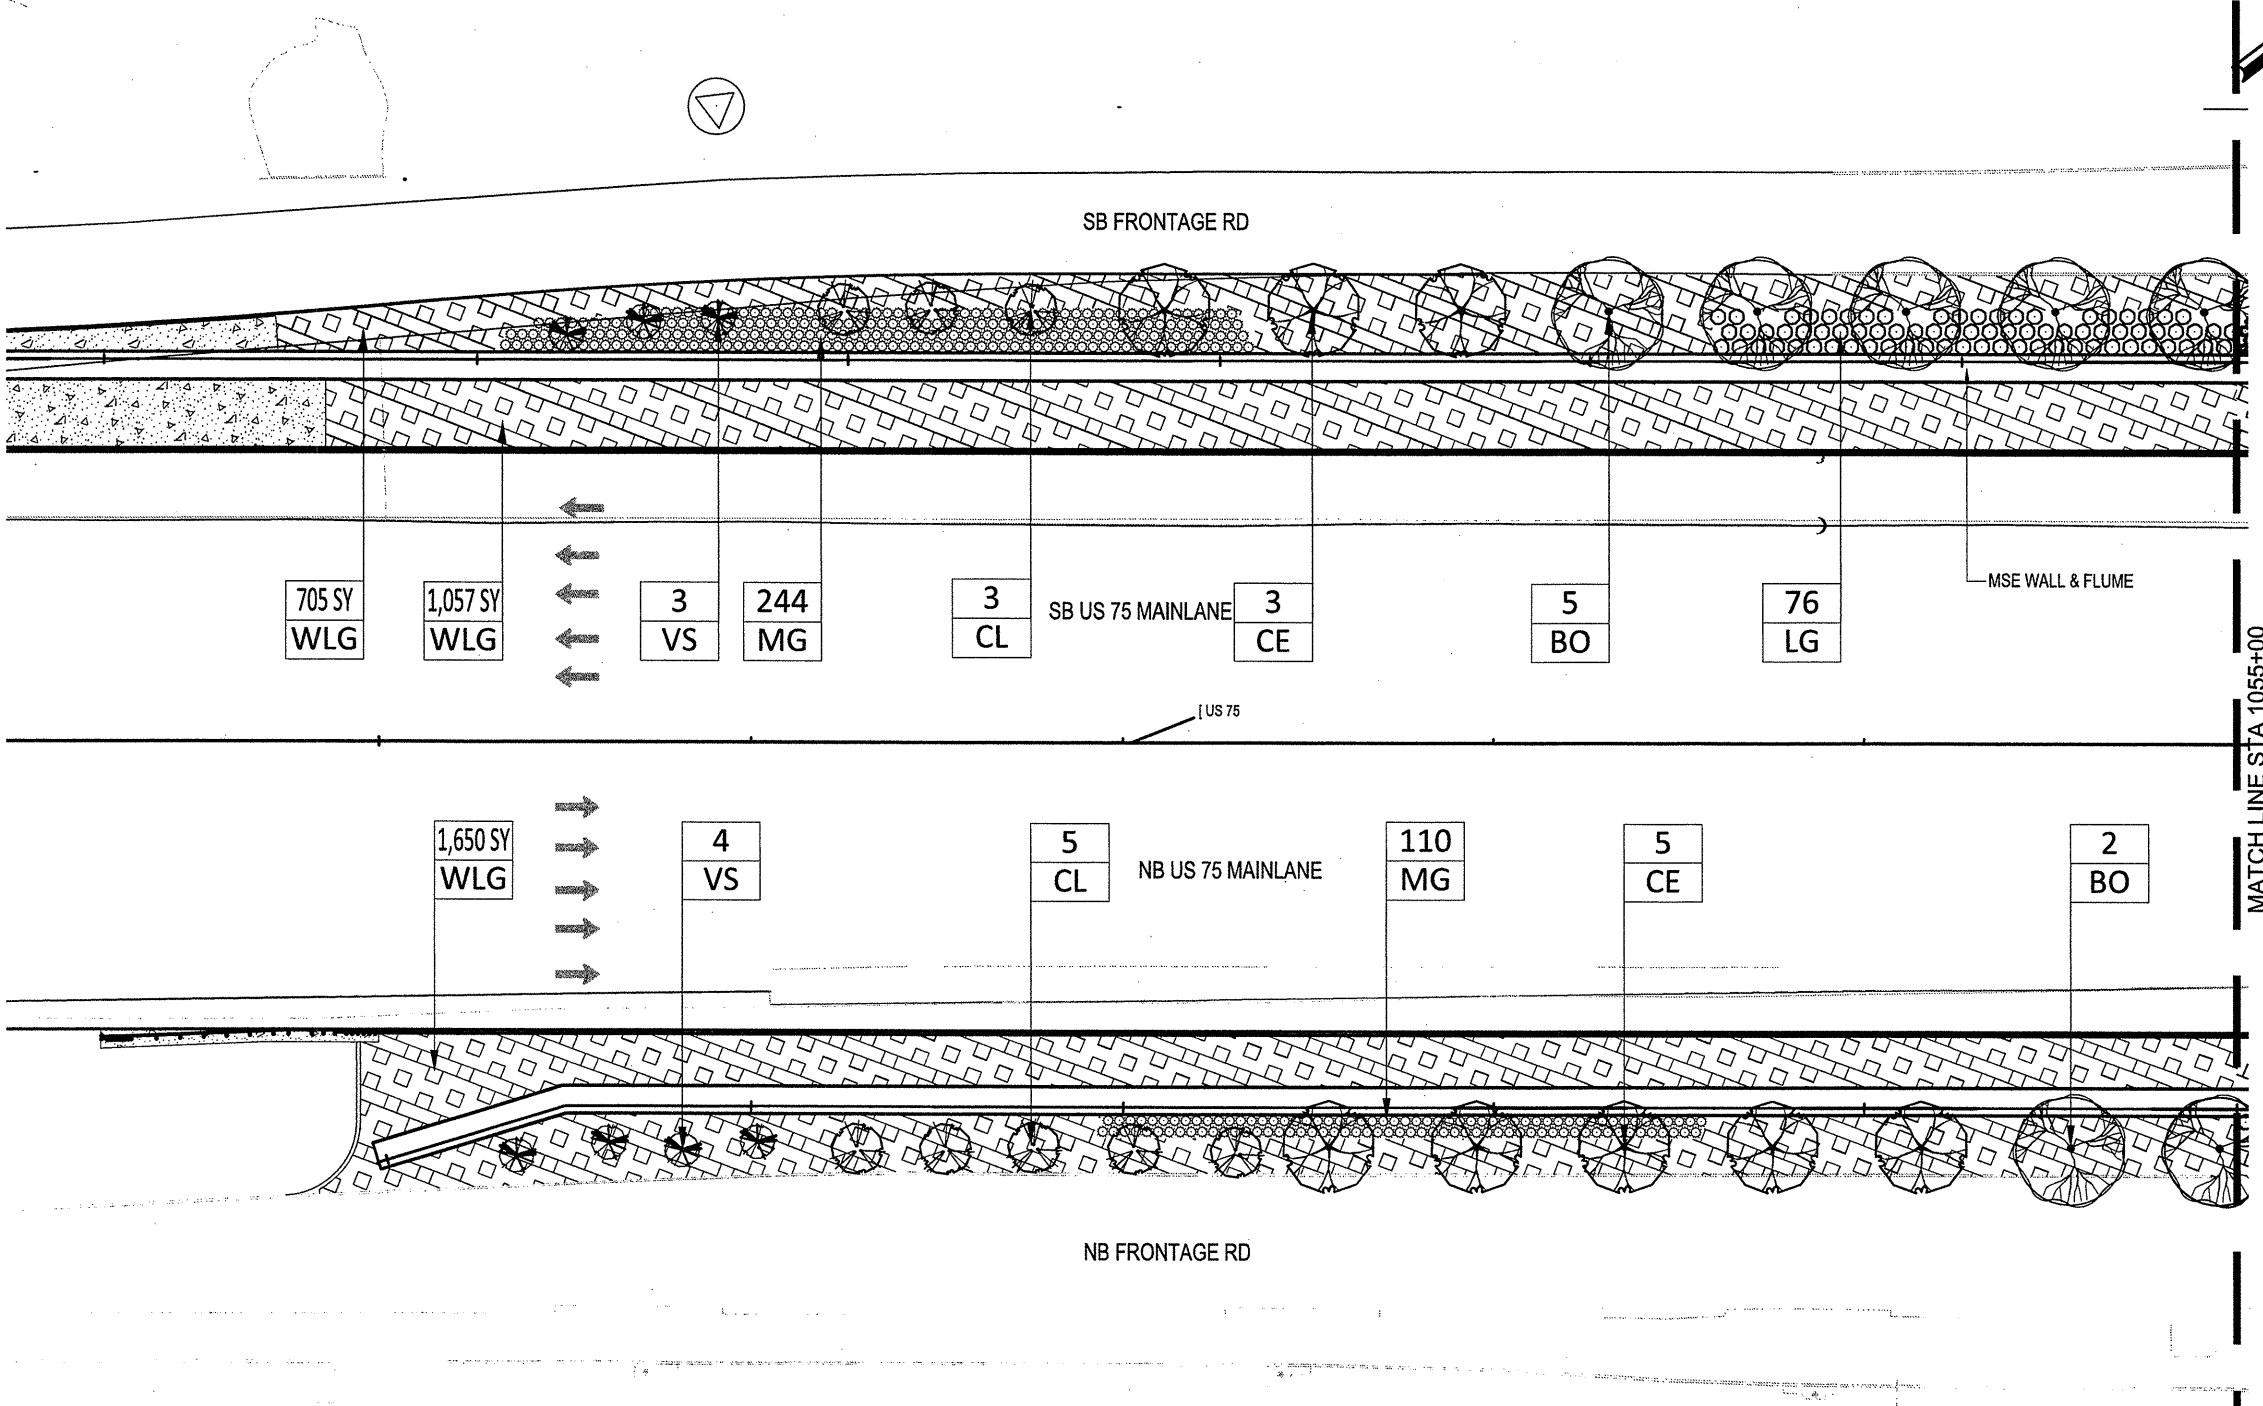 SB FRONTAGE RD
705 SY
WLG
1,057 SY
WLG
3
VS
244
MG
3
CL
SB US 75 MAINLANE
3
CE
5
BO
76
LG
MSE WALL & FLUME
[ US 75
MATCH LINE STA 1055+00
1,650 SY
WLG
4
VS
5
CL
NB US 75 MAINLANE
110
MG
5
CE
2
BO
NB FRONTAGE RD